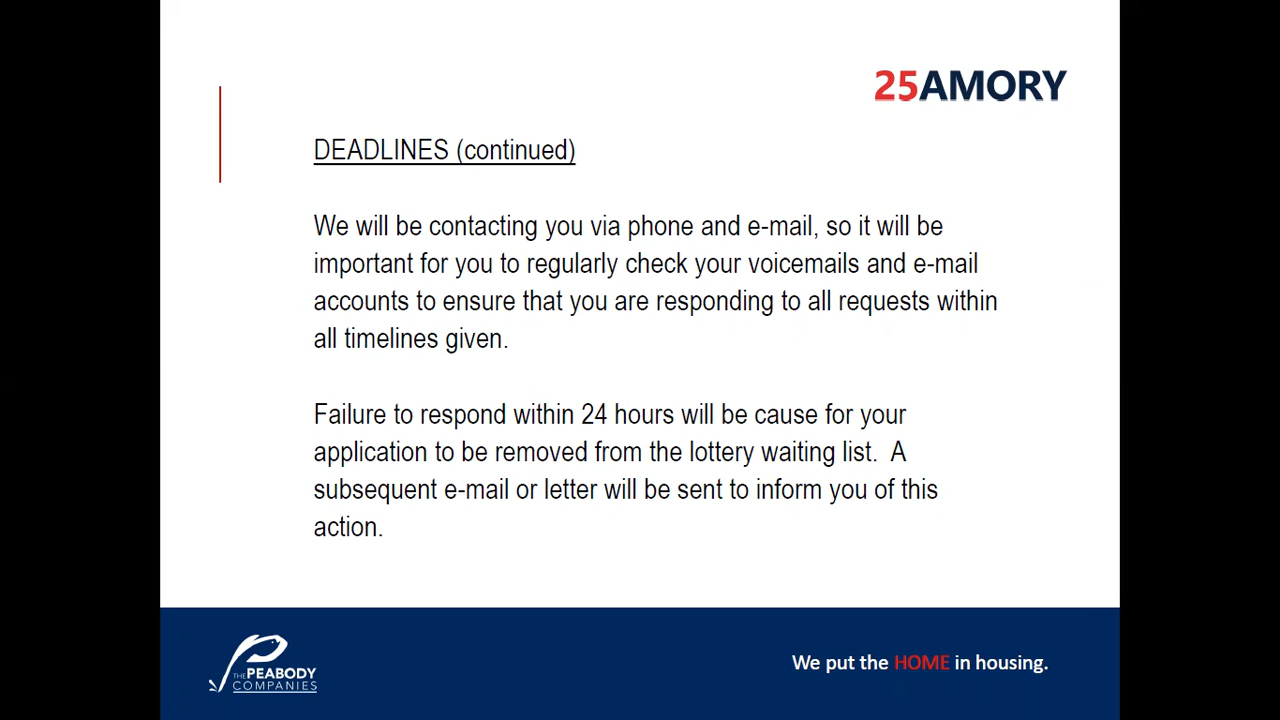 25AMORY
DEADLINES (continued)
We will be contacting you via phone and e-mail, so it will be
important for you to regularly check your voicemails and e-mail
accounts to ensure that you are responding to all requests within
all timelines given.
Failure to respond within 24 hours will be cause for your
application to be removed from the lottery waiting list.  A
subsequent e-mail or letter will be sent to inform you of this
action.
THE PEABODY
COMPANIES
We put the HOME in housing.